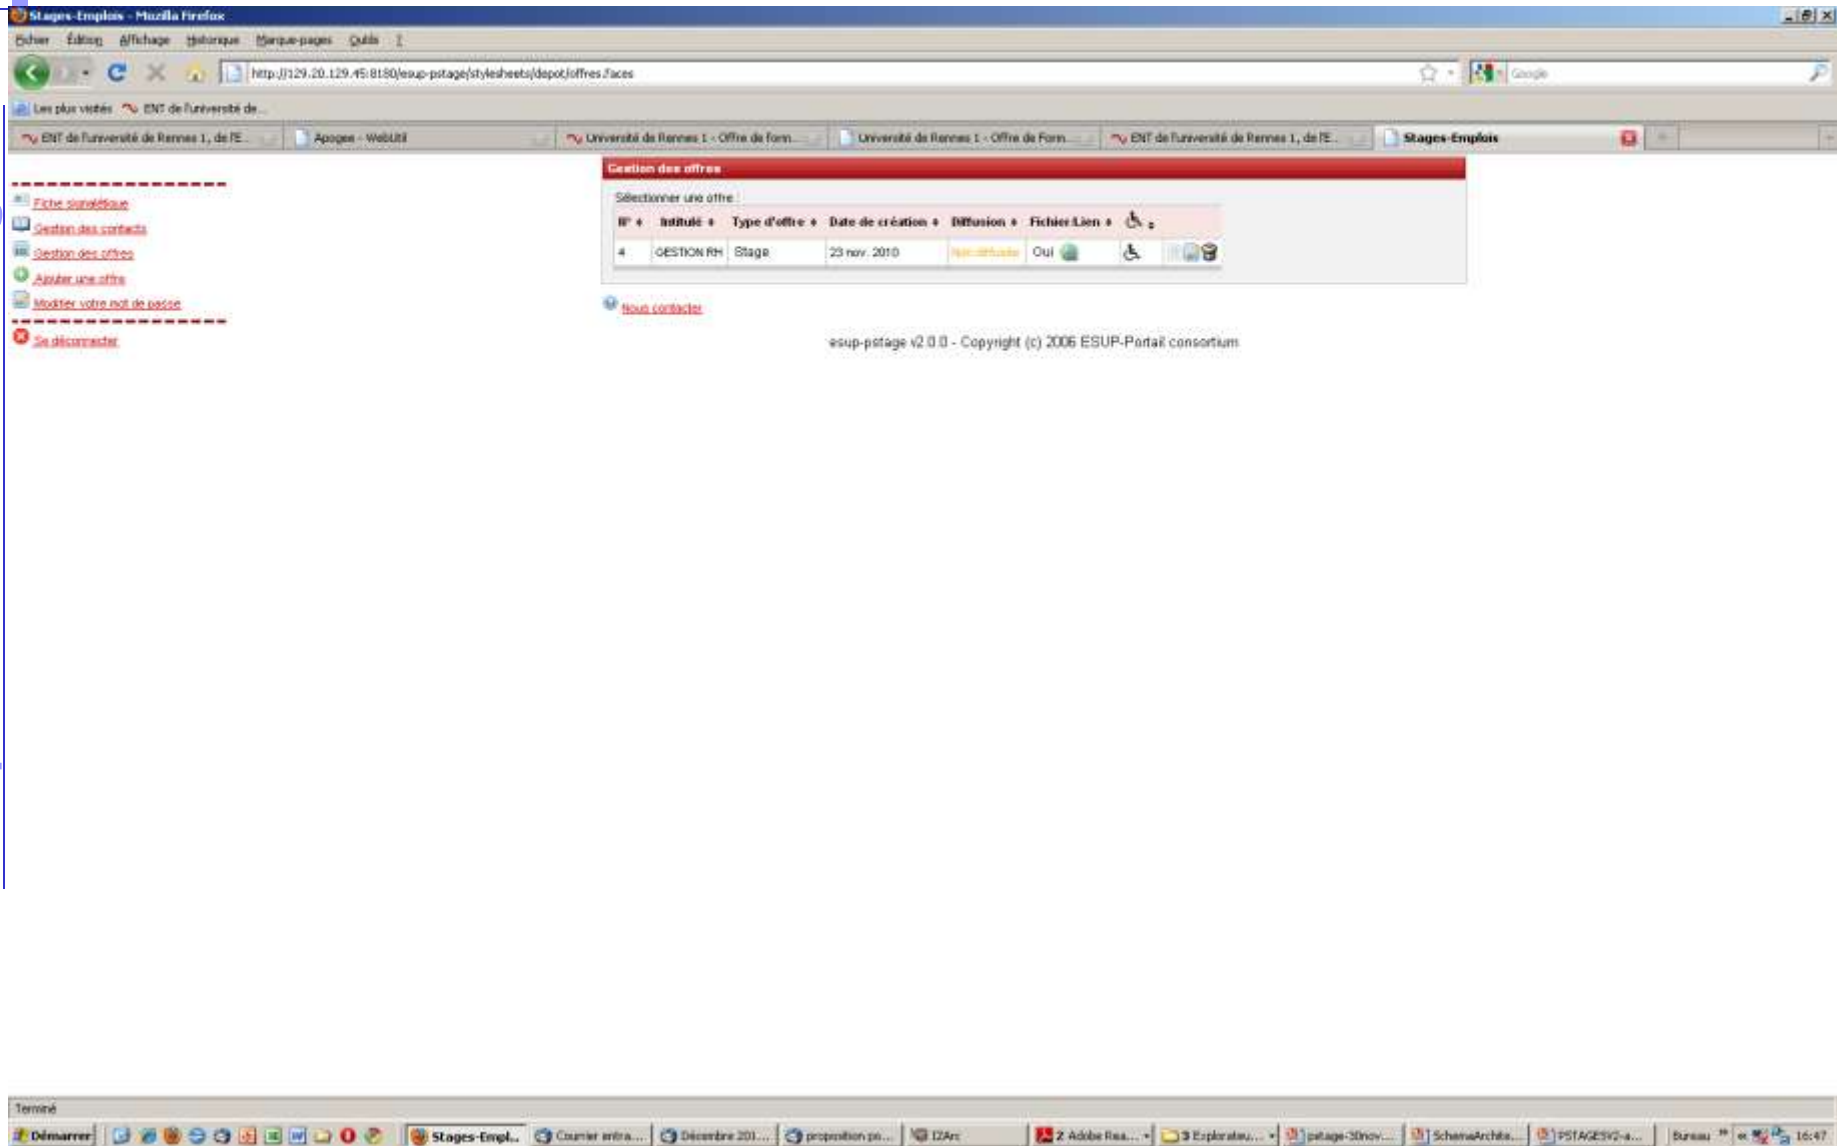 Stages-Emplois - Mozilla Firefox
Fichier Édition Affichage Historique Marque-pages Outils ?
http://129.20.129.45:8180/esup-pstage/stylesheets/depot/offres.faces
Google
Les plus visités ENT de l'université de...
ENT de l'université de Rennes 1, de l'E... Apogee - WebUtil Université de Rennes 1 - Offre de form... Université de Rennes 1 - Offre de Form... ENT de l'université de Rennes 1, de l'E... Stages-Emplois
Gestion des offres
Fiche signalétique
Gestion des contacts
Gestion des offres
Ajouter une offre
Modifier votre mot de passe
Se déconnecter
Sélectionner une offre :
N° Intitulé Type d'offre Date de création Diffusion Fichier/Lien
4 GESTION RH Stage 23 nov. 2010 Non diffusée Oui
Nous contacter
esup-pstage v2.0.0 - Copyright (c) 2006 ESUP-Portail consortium
Terminé
Démarrer Stages-Empl... Courrier entra... Décembre 201... proposition po... IZArc 2 Adobe Rea... 3 Explorateu... pstage-30nov... SchemaArchite... PSTAGESV2-a... Bureau » « 16:47